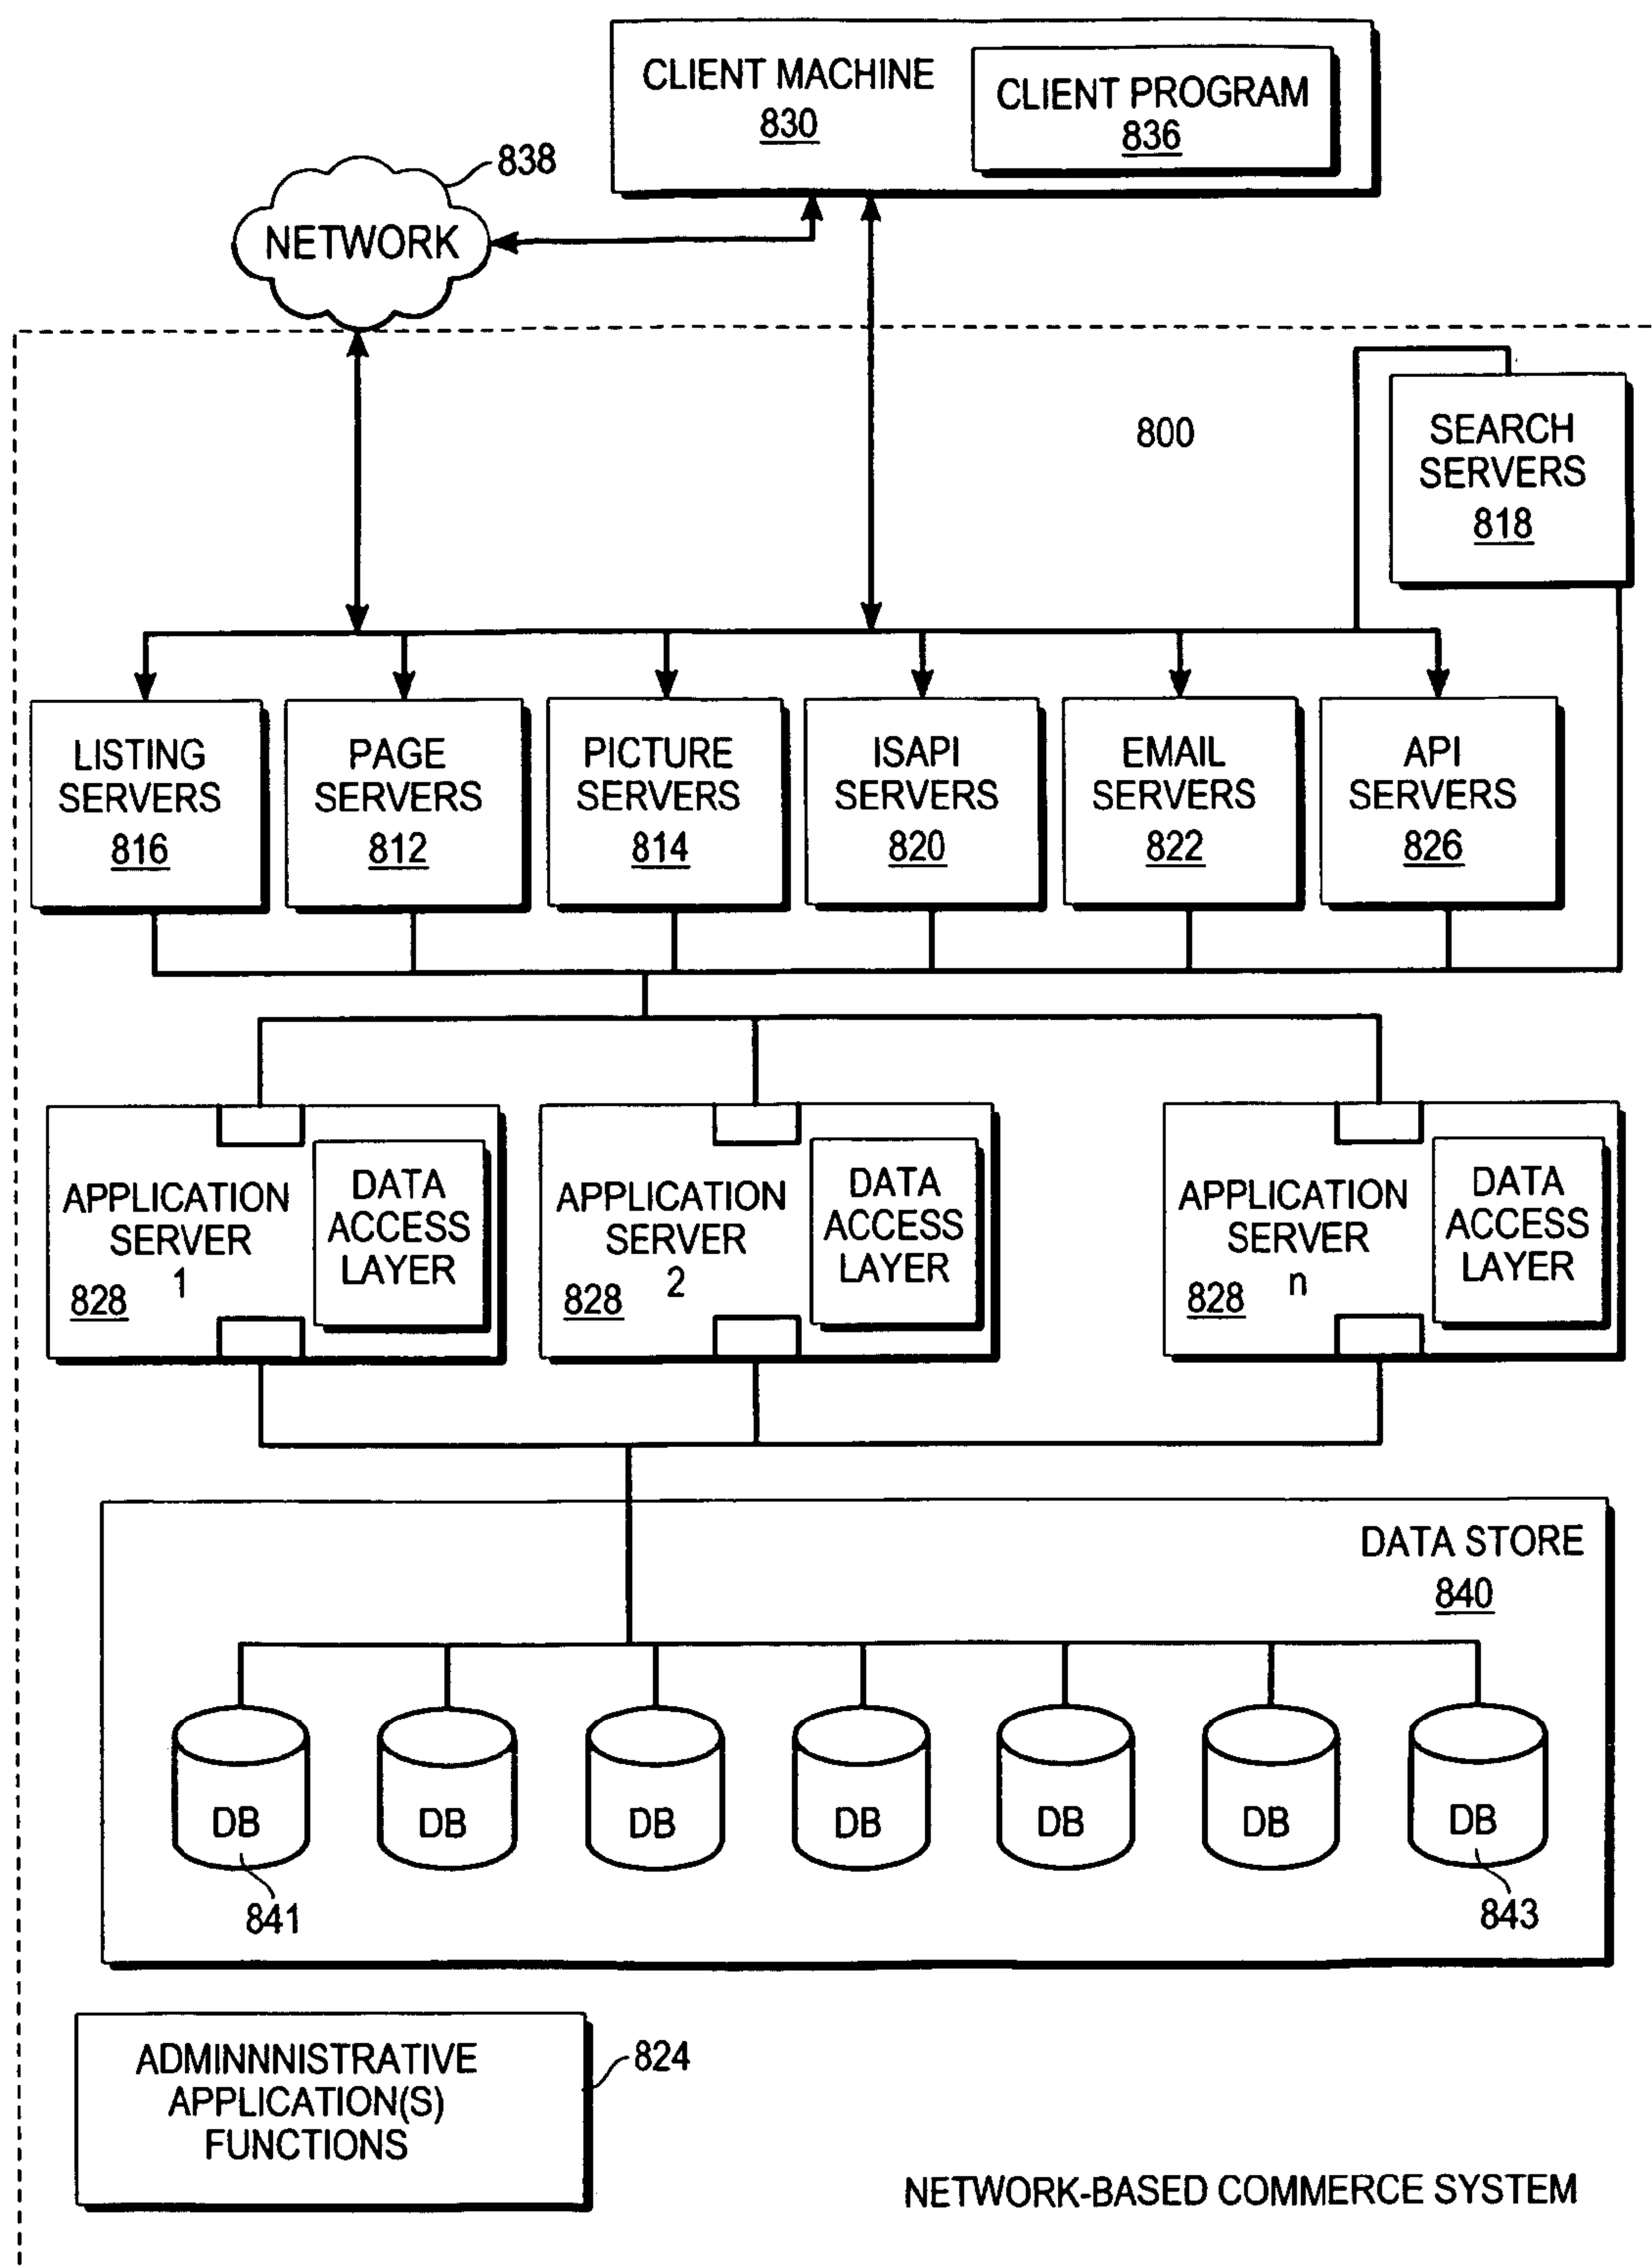 CLIENT MACHINE
830
CLIENT PROGRAM
836
838
NETWORK
800
SEARCH
SERVERS
818
LISTING
SERVERS
816
PAGE
SERVERS
812
PICTURE
SERVERS
814
ISAPI
SERVERS
820
EMAIL
SERVERS
822
API
SERVERS
826
APPLICATION
SERVER
1
828
DATA
ACCESS
LAYER
APPLICATION
SERVER
2
828
DATA
ACCESS
LAYER
APPLICATION
SERVER
n
828
DATA
ACCESS
LAYER
DATA STORE
840
DB
DB
DB
DB
DB
DB
DB
841
843
ADMINNNISTRATIVE
APPLICATION(S)
FUNCTIONS
824
NETWORK-BASED COMMERCE SYSTEM